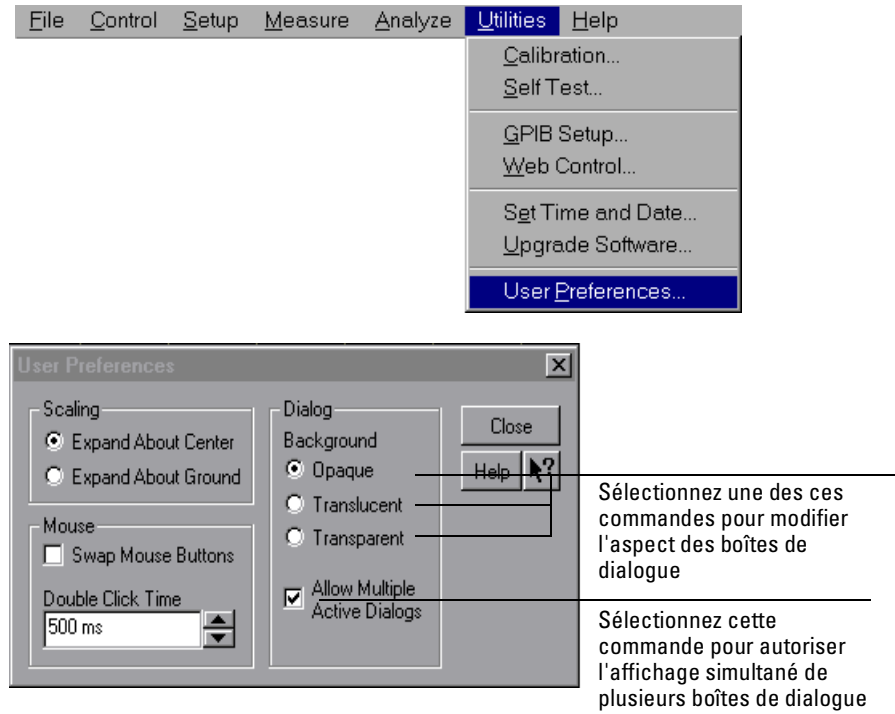 File Control Setup Measure Analyze Utilities Help
Calibration...
Self Test...
GPIB Setup...
Web Control...
Set Time and Date...
Upgrade Software...
User Preferences...
User Preferences
Scaling
Expand About Center
Expand About Ground
Mouse
Swap Mouse Buttons
Double Click Time
500 ms
Dialog
Background
Opaque
Translucent
Transparent
Allow Multiple
Active Dialogs
Close
Help ?
Sélectionnez une des ces
commandes pour modifier
l'aspect des boîtes de
dialogue
Sélectionnez cette
commande pour autoriser
l'affichage simultané de
plusieurs boîtes de dialogue